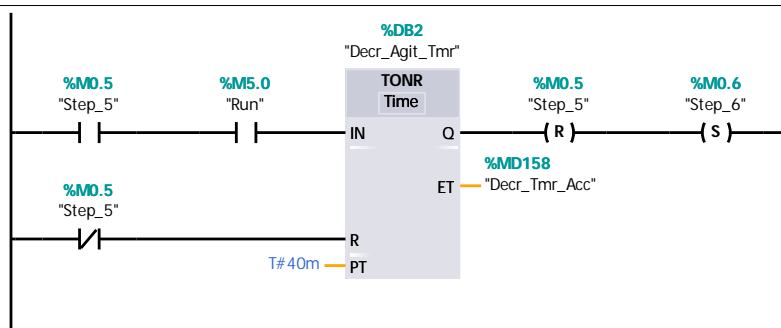 %DB2
"Decr_Agit_Tmr"
%M0.5
"Step_5"
%M5.0
"Run"
TONR
Time
%M0.5
"Step_5"
%M0.6
"Step_6"
IN
Q
R
S
%MD158
ET
"Decr_Tmr_Acc"
%M0.5
"Step_5"
R
T#40m
PT